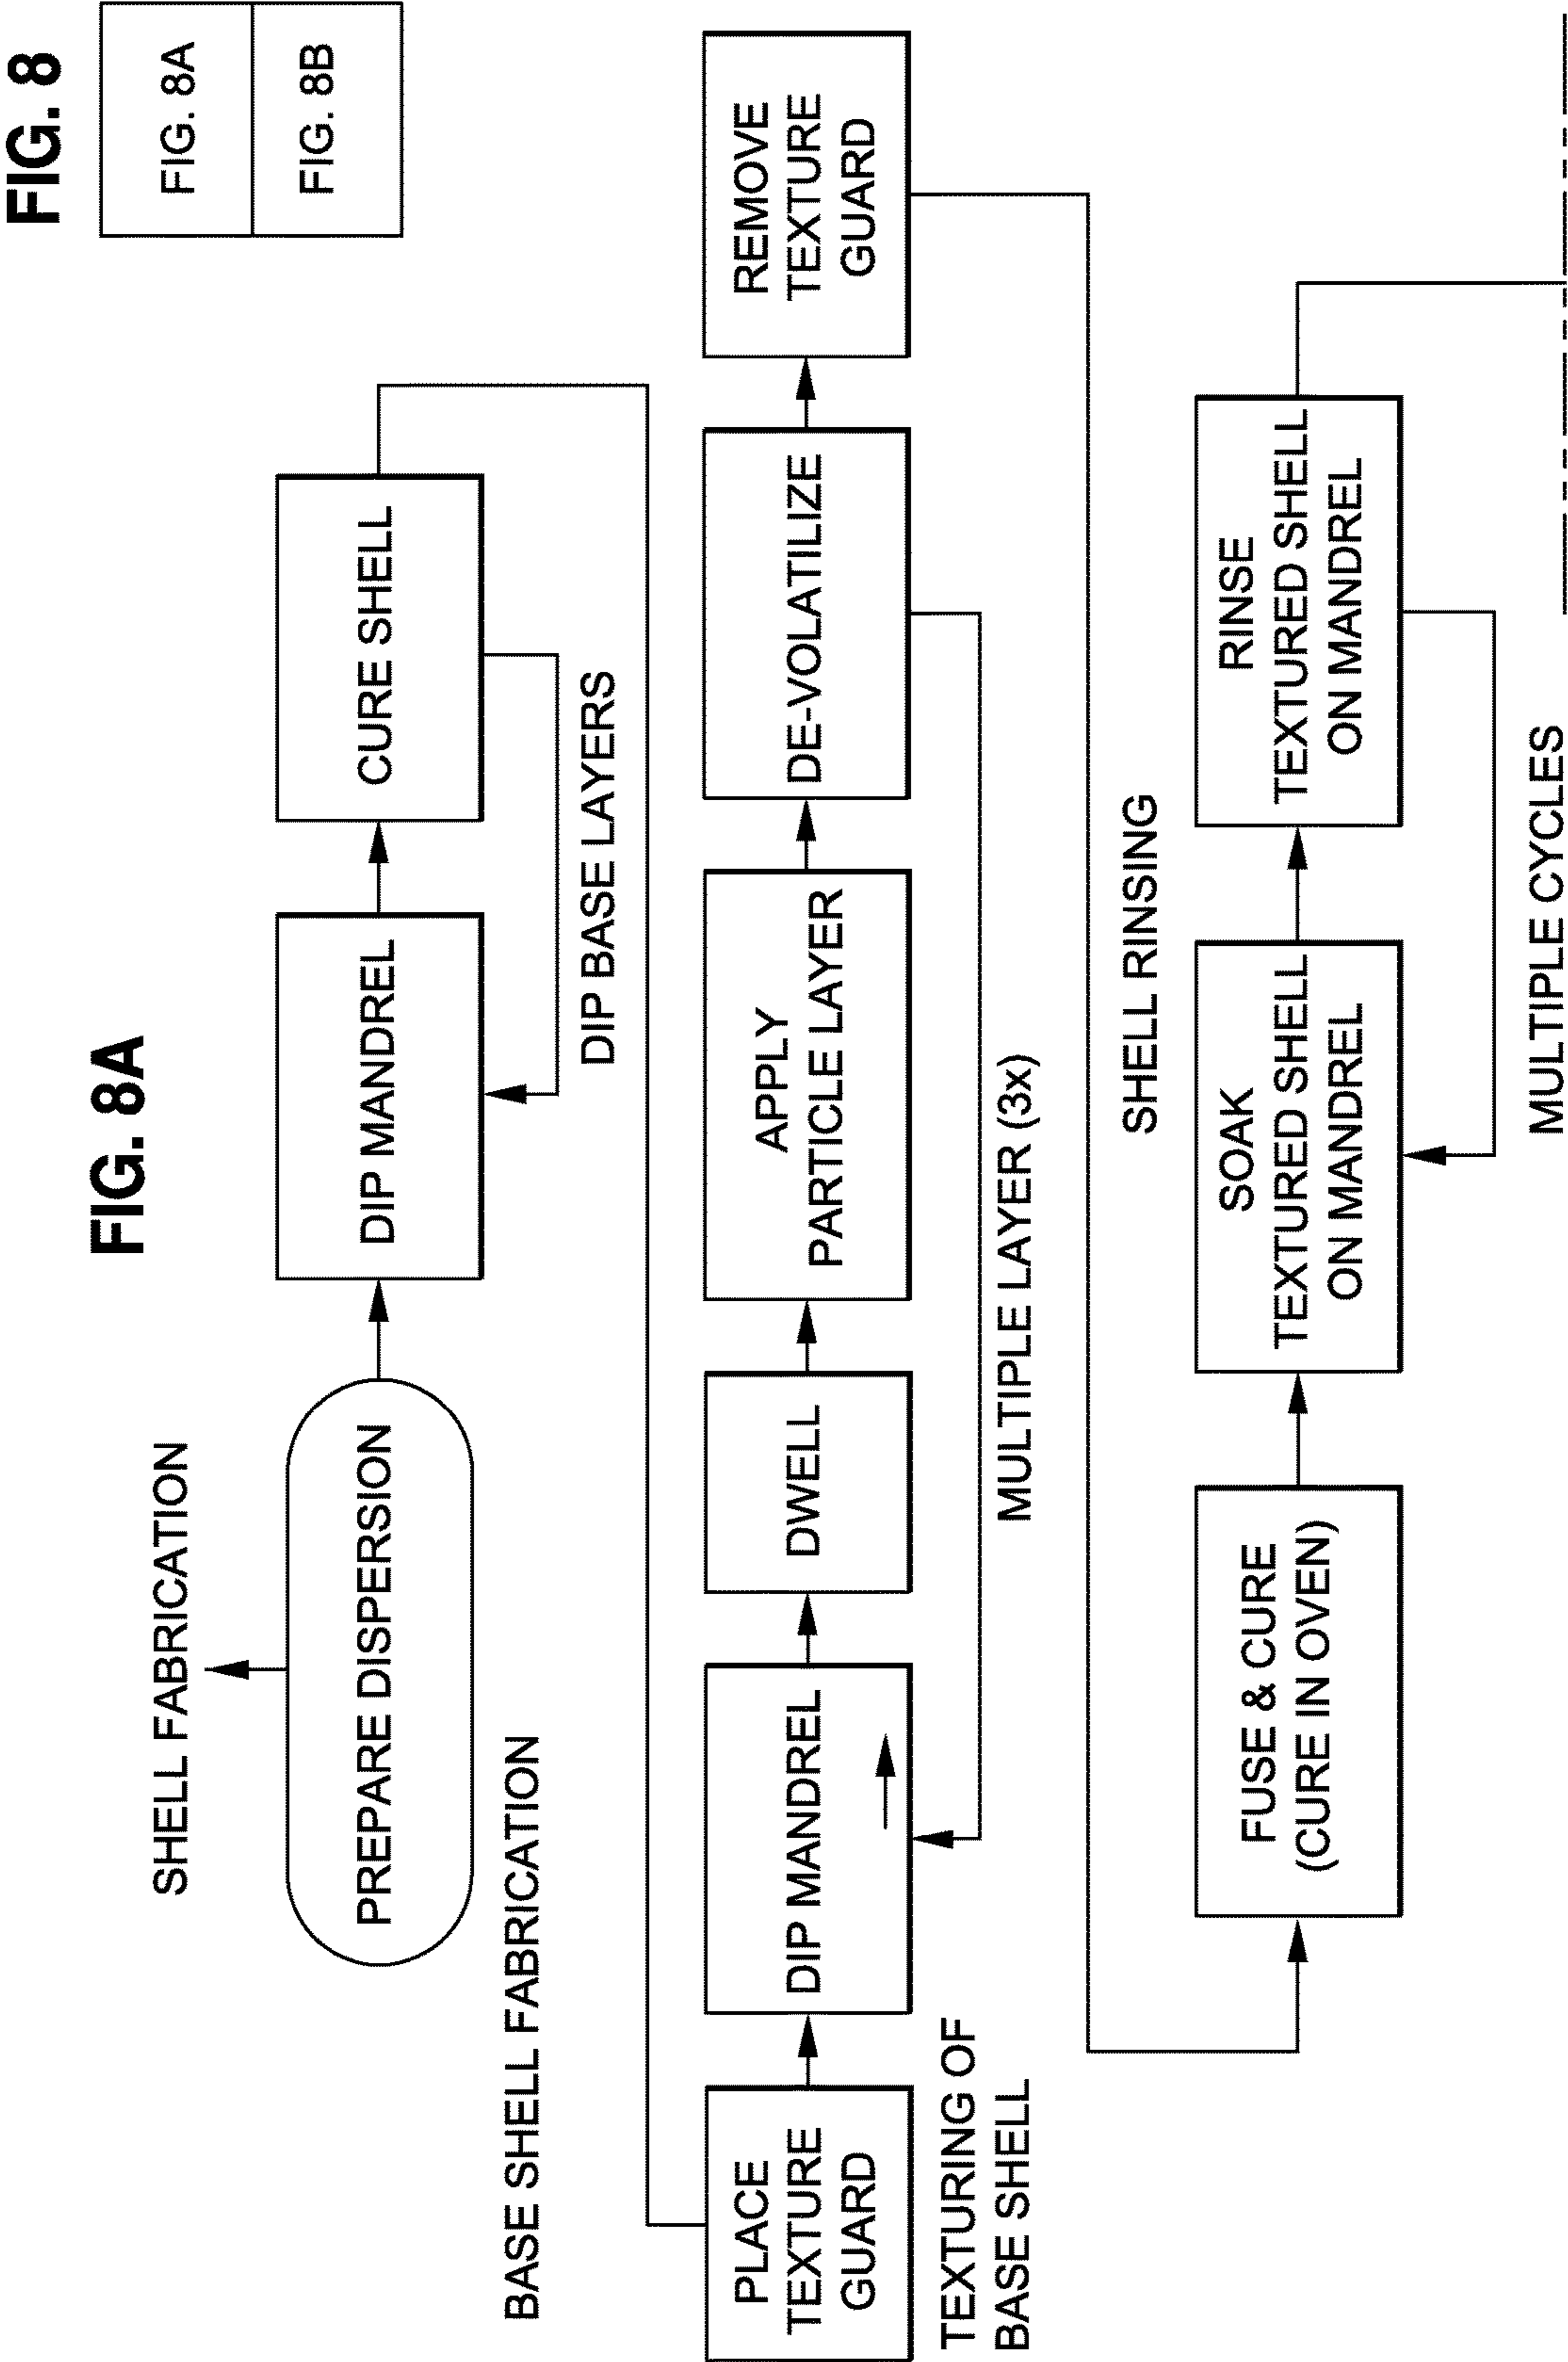 FIG. 8
FIG. 8A
FIG. 8B
FIG. 8A
SHELL FABRICATION
PREPARE DISPERSION
DIP MANDREL
CURE SHELL
DIP BASE LAYERS
BASE SHELL FABRICATION
PLACE
TEXTURE
GUARD
DIP MANDREL
DWELL
APPLY
PARTICLE LAYER
DE-VOLATILIZE
REMOVE
TEXTURE
GUARD
MULTIPLE LAYER (3x)
TEXTURING OF
BASE SHELL
SHELL RINSING
FUSE & CURE
(CURE IN OVEN)
SOAK
TEXTURED SHELL
ON MANDREL
RINSE
TEXTURED SHELL
ON MANDREL
MULTIPLE CYCLES